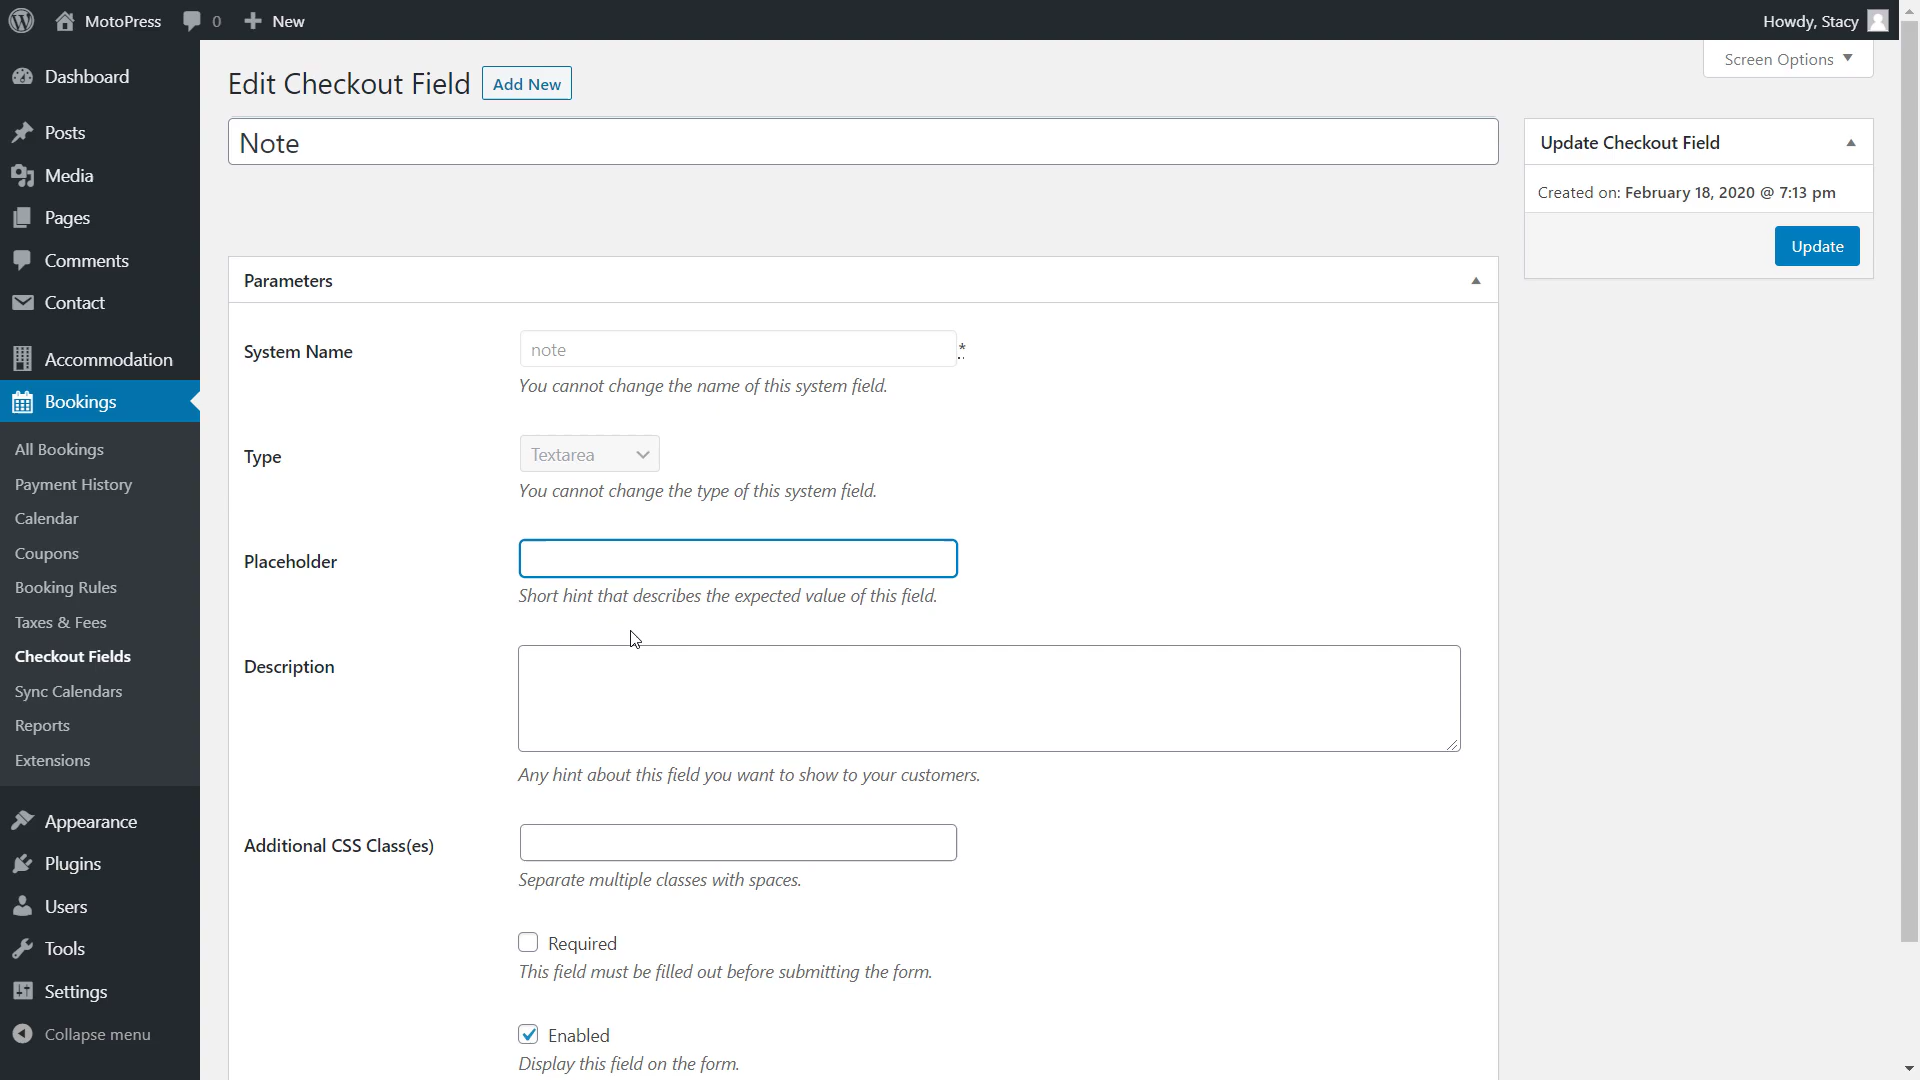 MotoPress
0
New
Howdy, Stacy
Screen Options
Dashboard
Posts
Media
Pages
Comments
Contact
Accommodation
Bookings
All Bookings
Payment History
Calendar
Coupons
Booking Rules
Taxes & Fees
Checkout Fields
Sync Calendars
Reports
Extensions
Appearance
Plugins
Users
Tools
Settings
Collapse menu
Edit Checkout Field
Add New
Note
Parameters
System Name
note
*
You cannot change the name of this system field.
Type
Textarea
You cannot change the type of this system field.
Placeholder
Short hint that describes the expected value of this field.
Description
Any hint about this field you want to show to your customers.
Additional CSS Class(es)
Separate multiple classes with spaces.
Required
This field must be filled out before submitting the form.
Enabled
Display this field on the form.
Update Checkout Field
Created on: February 18, 2020 @ 7:13 pm
Update